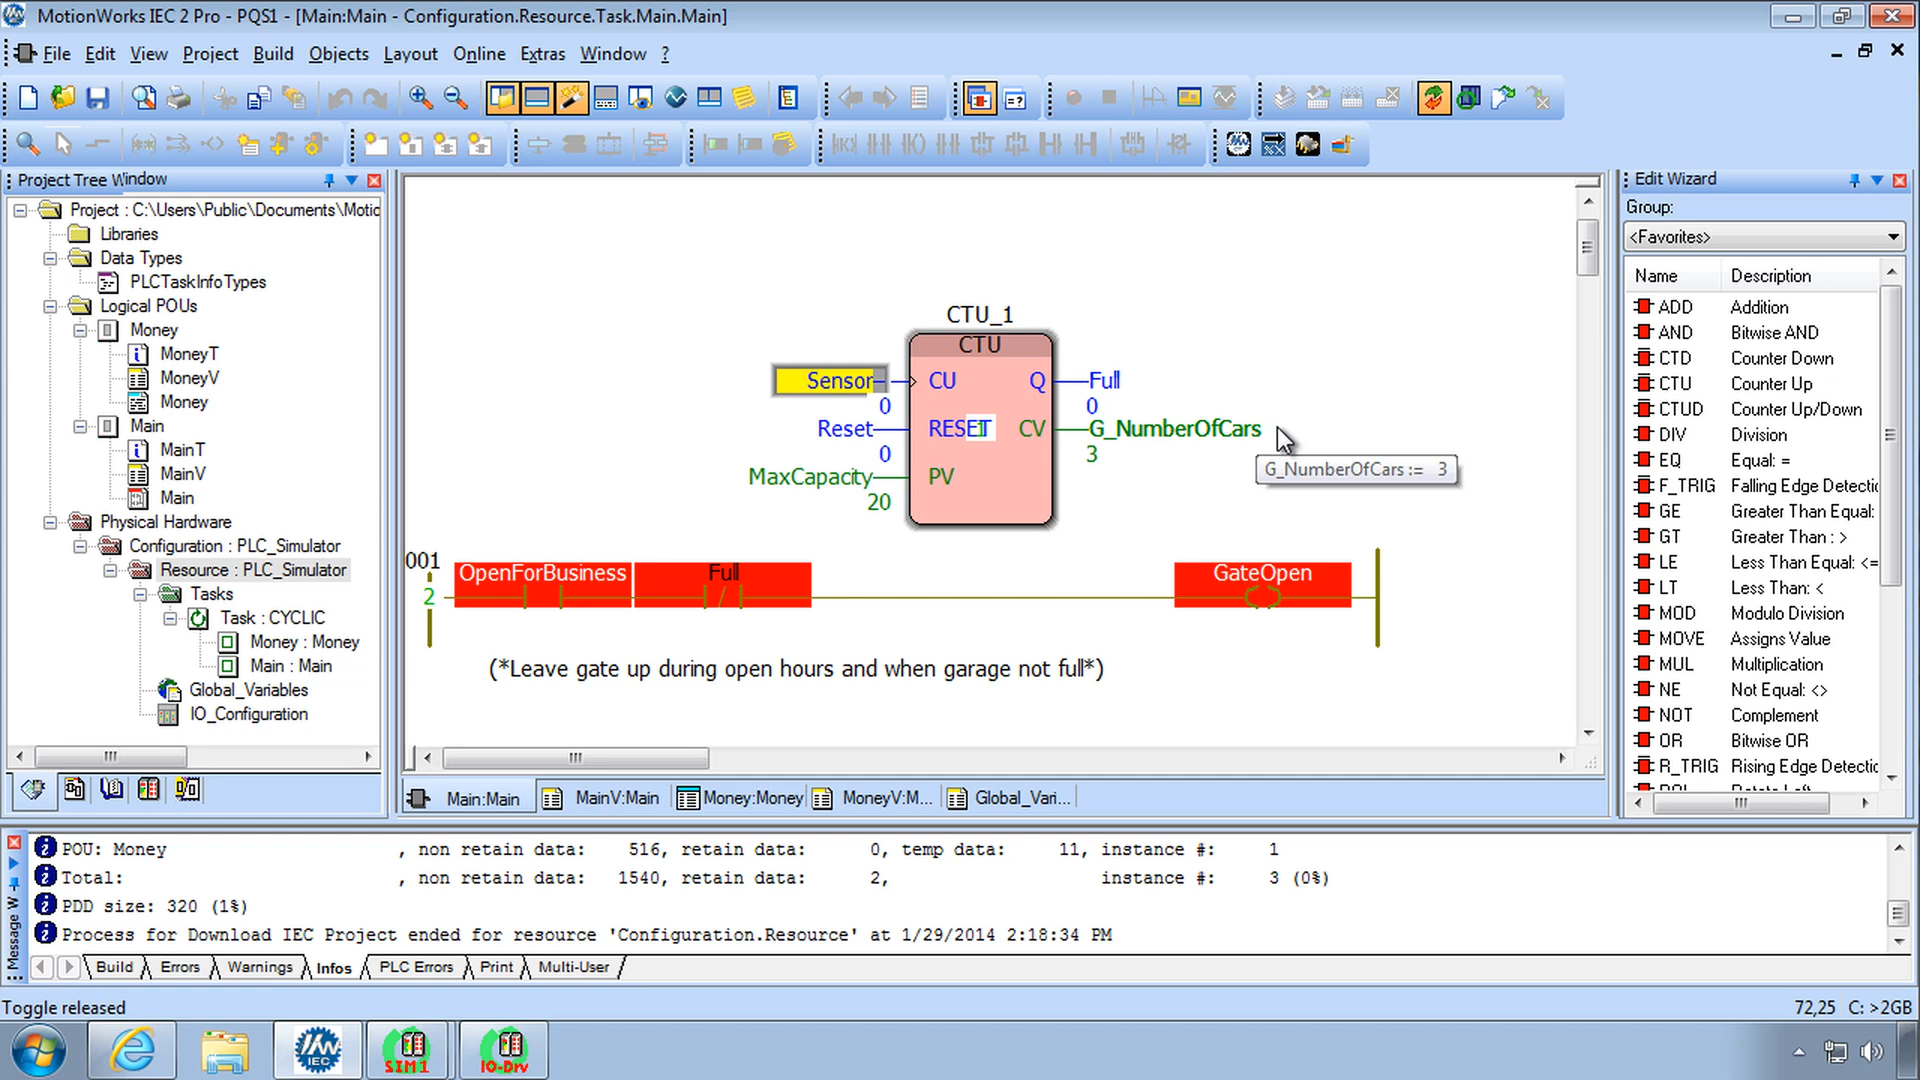 MotionWorks IEC 2 Pro - PQS1 - [Main:Main - Configuration.Resource.Task.Main.Main]
File Edit View Project Build Objects Layout Online Extras Window ?
Project Tree Window
Project : C:\Users\Public\Documents\Motio
Libraries
Data Types
PLCTaskInfoTypes
Logical POUs
Money
MoneyT
MoneyV
Money
Main
MainT
MainV
Main
Physical Hardware
Configuration : PLC_Simulator
Resource : PLC_Simulator
Tasks
Task : CYCLIC
Money : Money
Main : Main
Global_Variables
IO_Configuration
CTU_1
CTU
Sensor CU Q Full
0 0
Reset RESET CV G_NumberOfCars
0 3
G_NumberOfCars := 3
MaxCapacity PV
20
001
OpenForBusiness Full GateOpen
2
(*Leave gate up during open hours and when garage not full*)
Main:Main MainV:Main Money:Money MoneyV:M... Global_Vari...
Edit Wizard
Group:
<Favorites>
Name Description
ADD Addition
AND Bitwise AND
CTD Counter Down
CTU Counter Up
CTUD Counter Up/Down
DIV Division
EQ Equal: =
F_TRIG Falling Edge Detectic
GE Greater Than Equal:
GT Greater Than : >
LE Less Than Equal: <=
LT Less Than: <
MOD Modulo Division
MOVE Assigns Value
MUL Multiplication
NE Not Equal: <>
NOT Complement
OR Bitwise OR
R_TRIG Rising Edge Detectic
Message W
POU: Money , non retain data: 516, retain data: 0, temp data: 11, instance #: 1
Total: , non retain data: 1540, retain data: 2, instance #: 3 (0%)
PDD size: 320 (1%)
Process for Download IEC Project ended for resource 'Configuration.Resource' at 1/29/2014 2:18:34 PM
Build Errors Warnings Infos PLC Errors Print Multi-User
Toggle released
72,25 C: >2GB
IEC
SIM1
IO-Drv